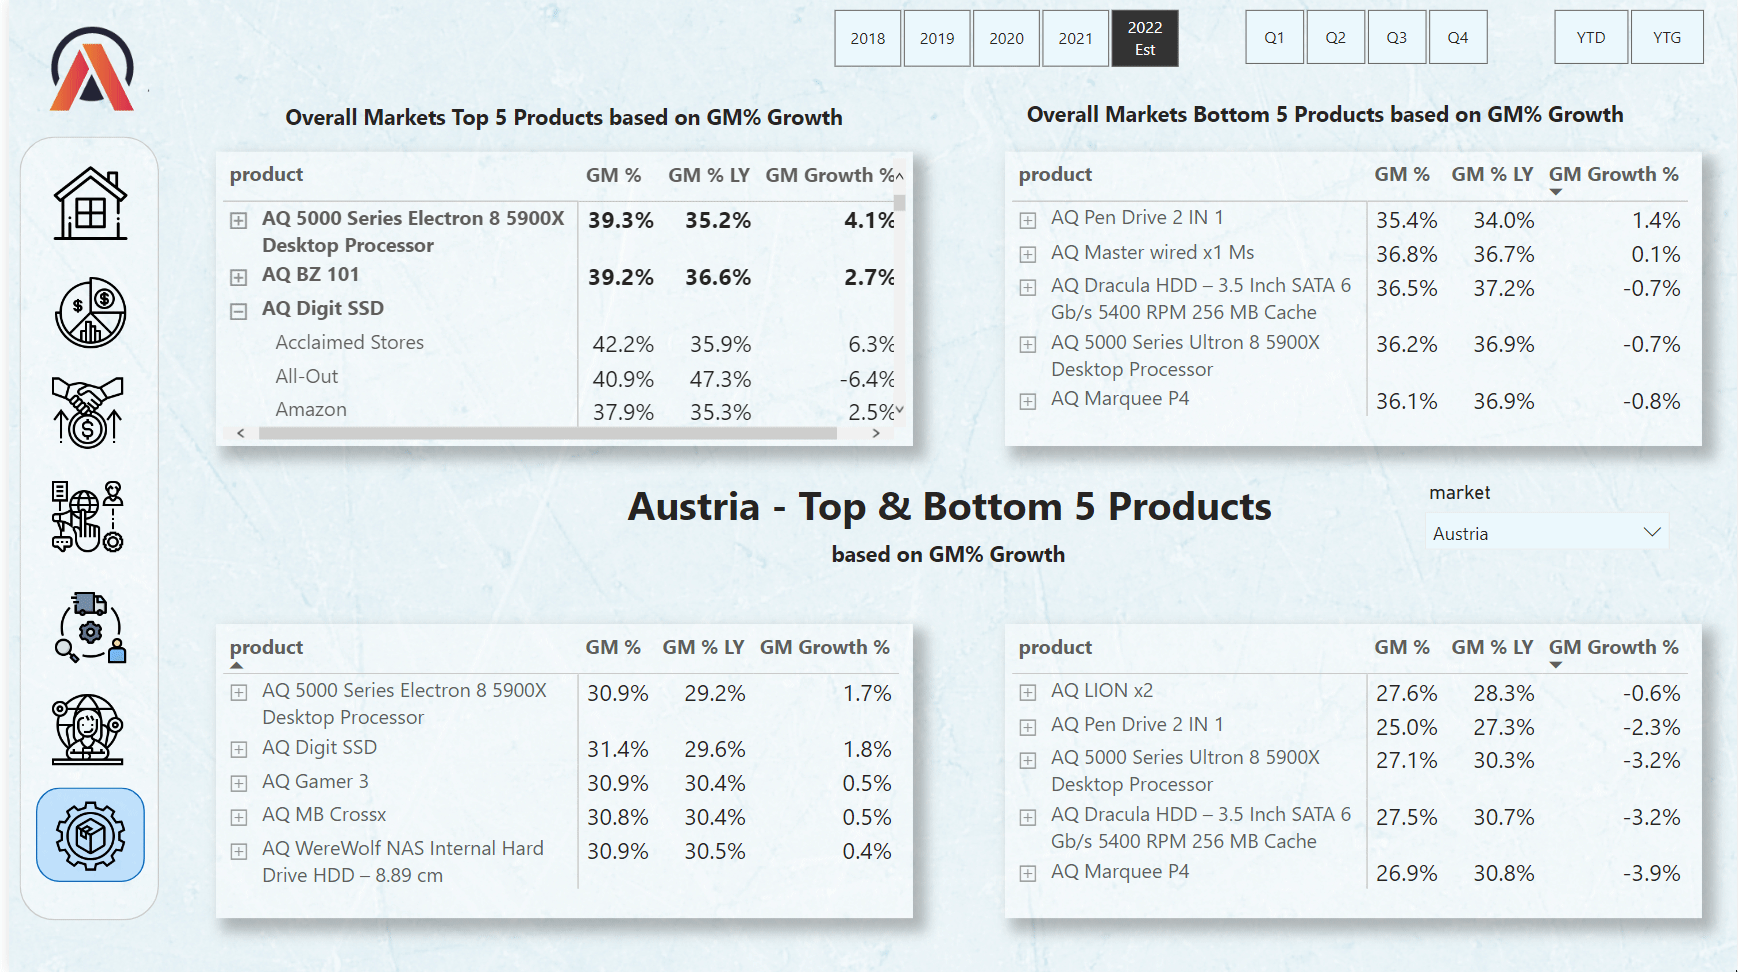 2018 2019 2020 2021 2022 Est Q1 Q2 Q3 Q4 YTD YTG
Overall Markets Top 5 Products based on GM% Growth
product GM % GM % LY GM Growth %
AQ 5000 Series Electron 8 5900X 39.3% 35.2% 4.1%
Desktop Processor
AQ BZ 101 39.2% 36.6% 2.7%
AQ Digit SSD
Acclaimed Stores 42.2% 35.9% 6.3%
All-Out 40.9% 47.3% -6.4%
Amazon 37.9% 35.3% 2.5%
Overall Markets Bottom 5 Products based on GM% Growth
product GM % GM % LY GM Growth %
AQ Pen Drive 2 IN 1 35.4% 34.0% 1.4%
AQ Master wired x1 Ms 36.8% 36.7% 0.1%
AQ Dracula HDD – 3.5 Inch SATA 6 36.5% 37.2% -0.7%
Gb/s 5400 RPM 256 MB Cache
AQ 5000 Series Ultron 8 5900X 36.2% 36.9% -0.7%
Desktop Processor
AQ Marquee P4 36.1% 36.9% -0.8%
Austria - Top & Bottom 5 Products
based on GM% Growth
market
Austria
product GM % GM % LY GM Growth %
AQ 5000 Series Electron 8 5900X 30.9% 29.2% 1.7%
Desktop Processor
AQ Digit SSD 31.4% 29.6% 1.8%
AQ Gamer 3 30.9% 30.4% 0.5%
AQ MB Crossx 30.8% 30.4% 0.5%
AQ WereWolf NAS Internal Hard 30.9% 30.5% 0.4%
Drive HDD – 8.89 cm
product GM % GM % LY GM Growth %
AQ LION x2 27.6% 28.3% -0.6%
AQ Pen Drive 2 IN 1 25.0% 27.3% -2.3%
AQ 5000 Series Ultron 8 5900X 27.1% 30.3% -3.2%
Desktop Processor
AQ Dracula HDD – 3.5 Inch SATA 6 27.5% 30.7% -3.2%
Gb/s 5400 RPM 256 MB Cache
AQ Marquee P4 26.9% 30.8% -3.9%